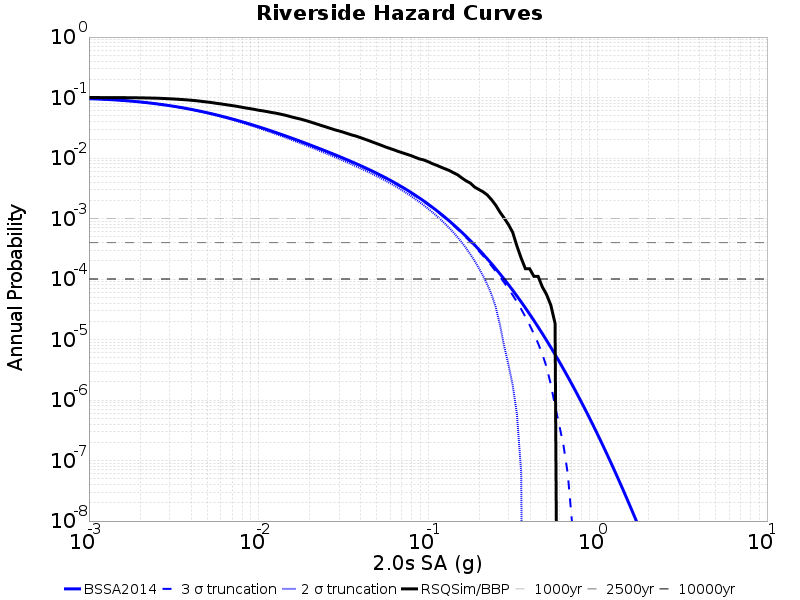 Riverside Hazard Curves
Annual Probability
10^0
10^-1
10^-2
10^-3
10^-4
10^-5
10^-6
10^-7
10^-8
10^-3 10^-2 10^-1 10^0 10^1
2.0s SA (g)
BSSA2014 3 σ truncation 2 σ truncation RSQSim/BBP 1000yr 2500yr 10000yr